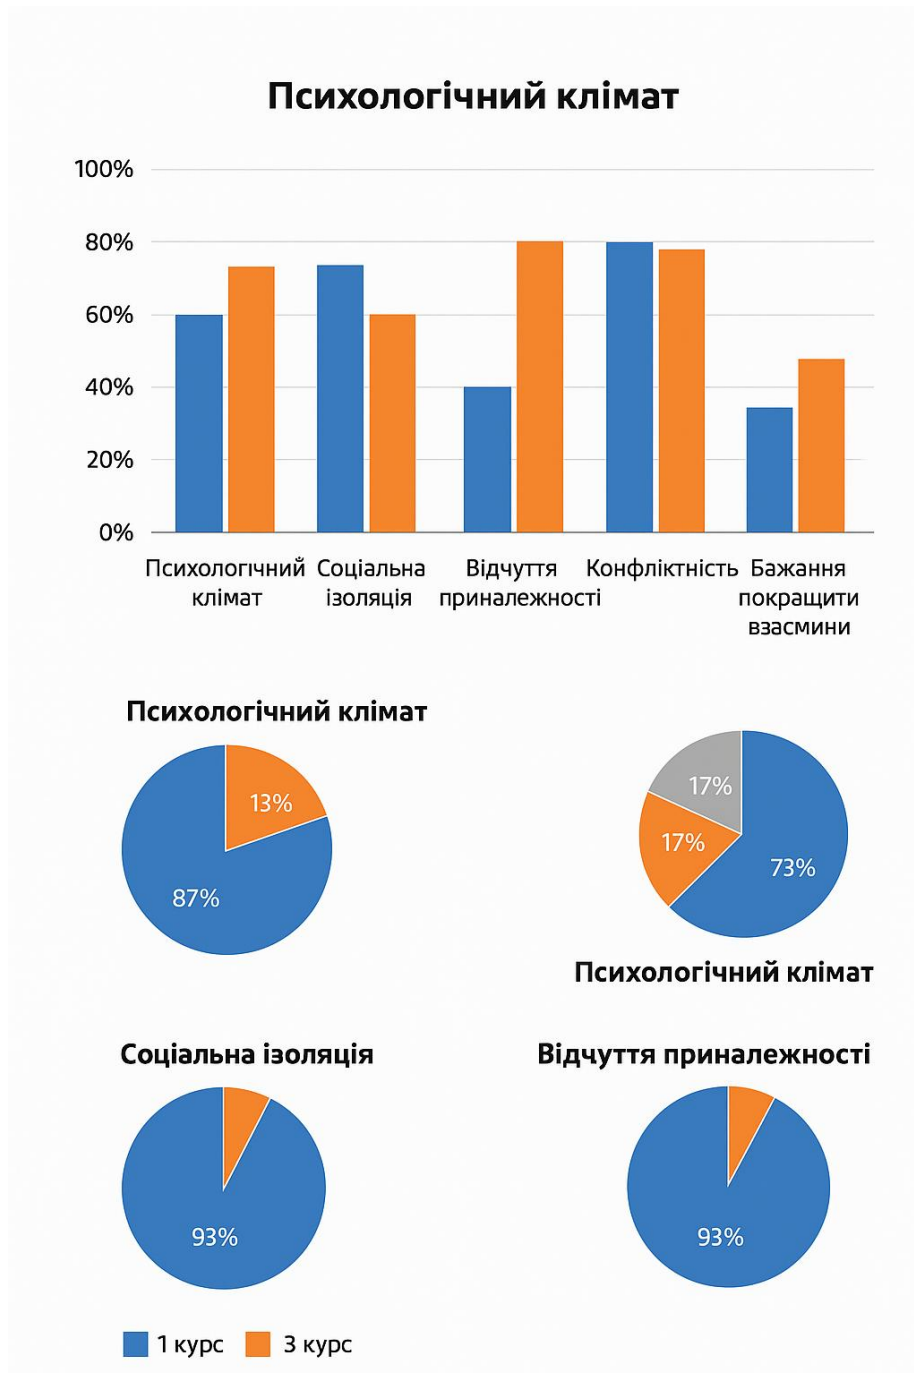 Психологічний клімат
100%
80%
60%
40%
20%
0%
Психологічний клімат
Соціальна ізоляція
Відчуття приналежності
Конфліктність
Бажання покращити взасмини
Психологічний клімат
13%
87%
17%
17%
73%
Психологічний клімат
Соціальна ізоляція
93%
Відчуття приналежності
93%
1 курс
3 курс